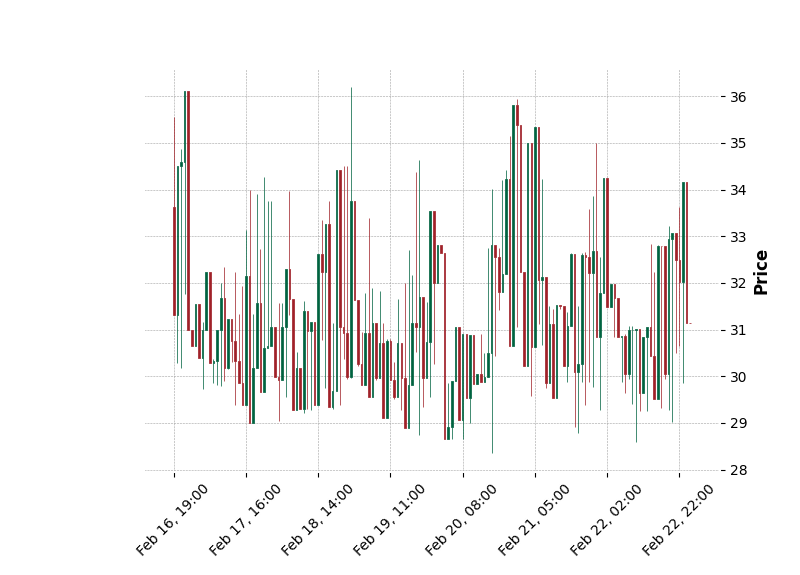 36
35
34
33
32
31
30
29
28
Price
Feb 16, 19:00
Feb 17, 16:00
Feb 18, 14:00
Feb 19, 11:00
Feb 20, 08:00
Feb 21, 05:00
Feb 22, 02:00
Feb 22, 22:00